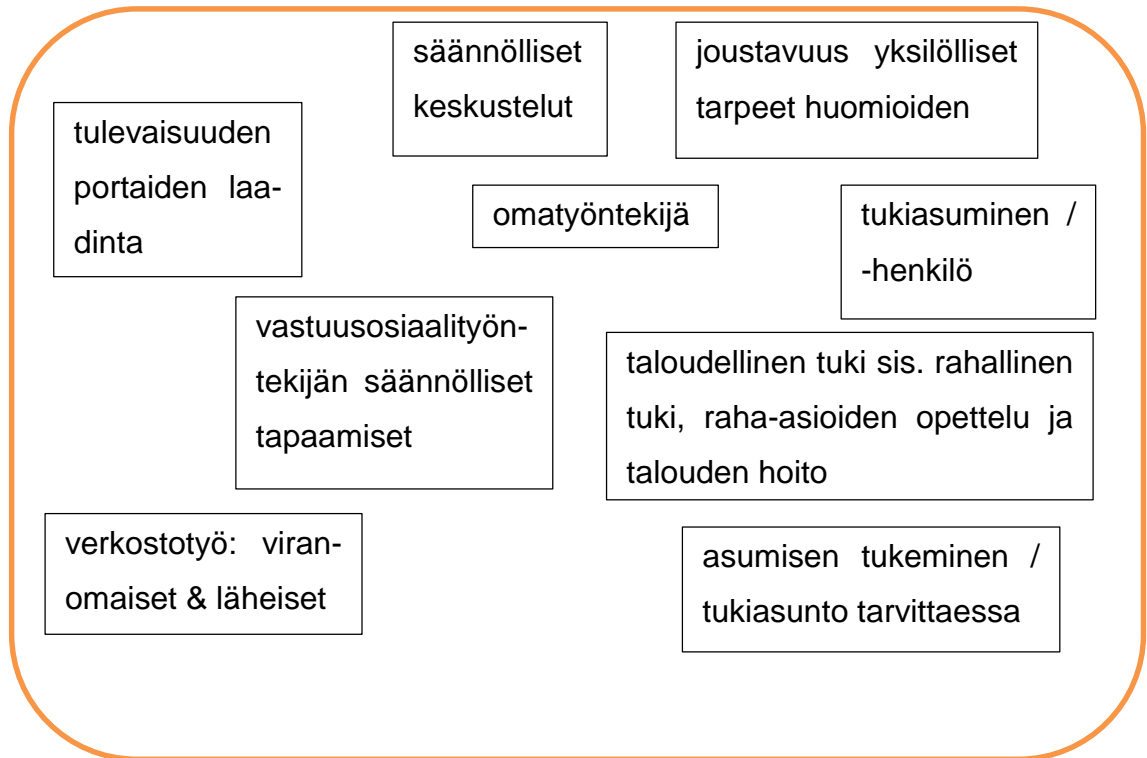 säännölliset
keskustelut
joustavuus yksilölliset
tarpeet huomioiden
tulevaisuuden
portaiden laa-
dinta
omatyöntekijä
tukiasuminen /
-henkilö
vastuusosiaalityön-
tekijän säännölliset
tapaamiset
taloudellinen tuki sis. rahallinen
tuki, raha-asioiden opettelu ja
talouden hoito
verkostotyö: viran-
omaiset & läheiset
asumisen tukeminen /
tukiasunto tarvittaessa